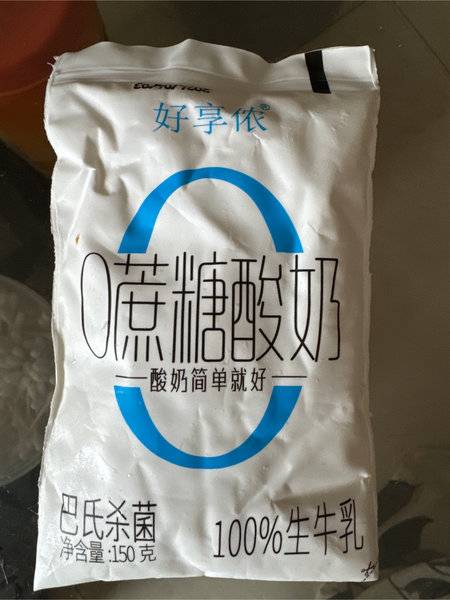 好享侬®
0蔗糖酸奶
酸奶简单就好
巴氏杀菌
净含量:150克
100%生牛乳